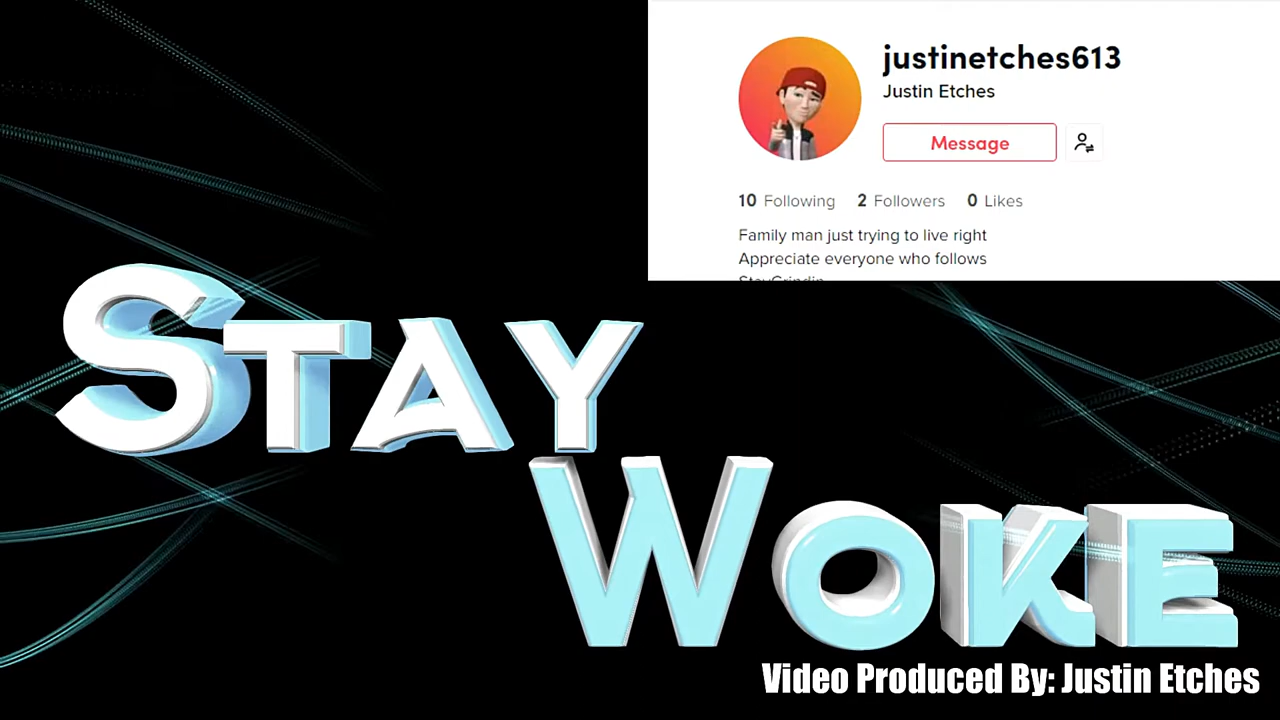 justinetches613
Justin Etches
Message
10 Following 2 Followers 0 Likes
Family man just trying to live right
Appreciate everyone who follows
StayGrindin
STAY
WOKE
Video Produced By: Justin Etches